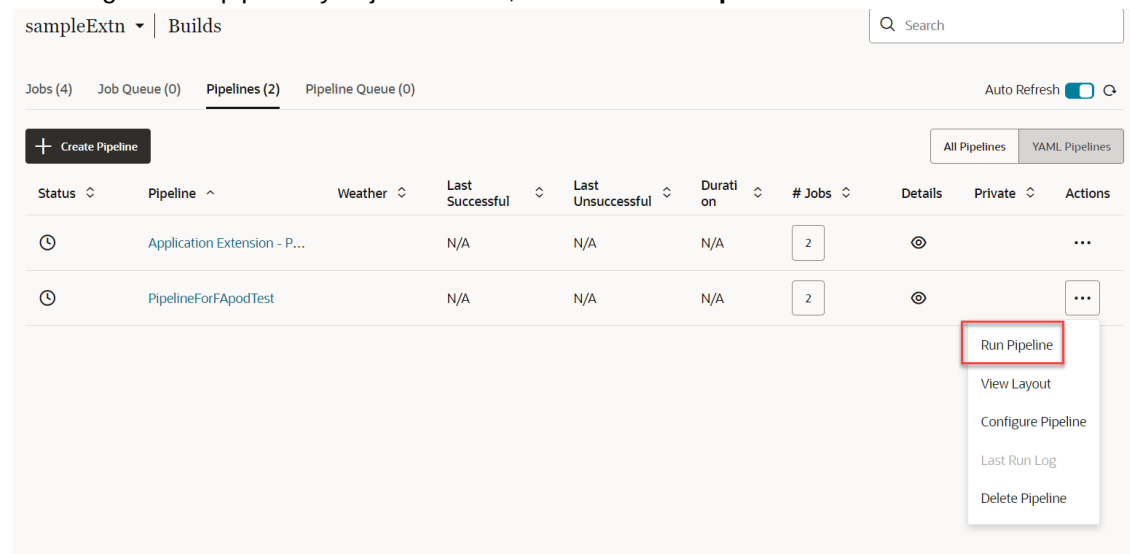 sampleExtn Builds
Search
Jobs (4) Job Queue (0) Pipelines (2) Pipeline Queue (0)
Auto Refresh
Create Pipeline
All Pipelines YAML Pipelines
Status Pipeline Weather Last Successful Last Unsuccessful Durati on # Jobs Details Private Actions
Application Extension - P... N/A N/A N/A 2
PipelineForFApodTest N/A N/A N/A 2
Run Pipeline
View Layout
Configure Pipeline
Last Run Log
Delete Pipeline